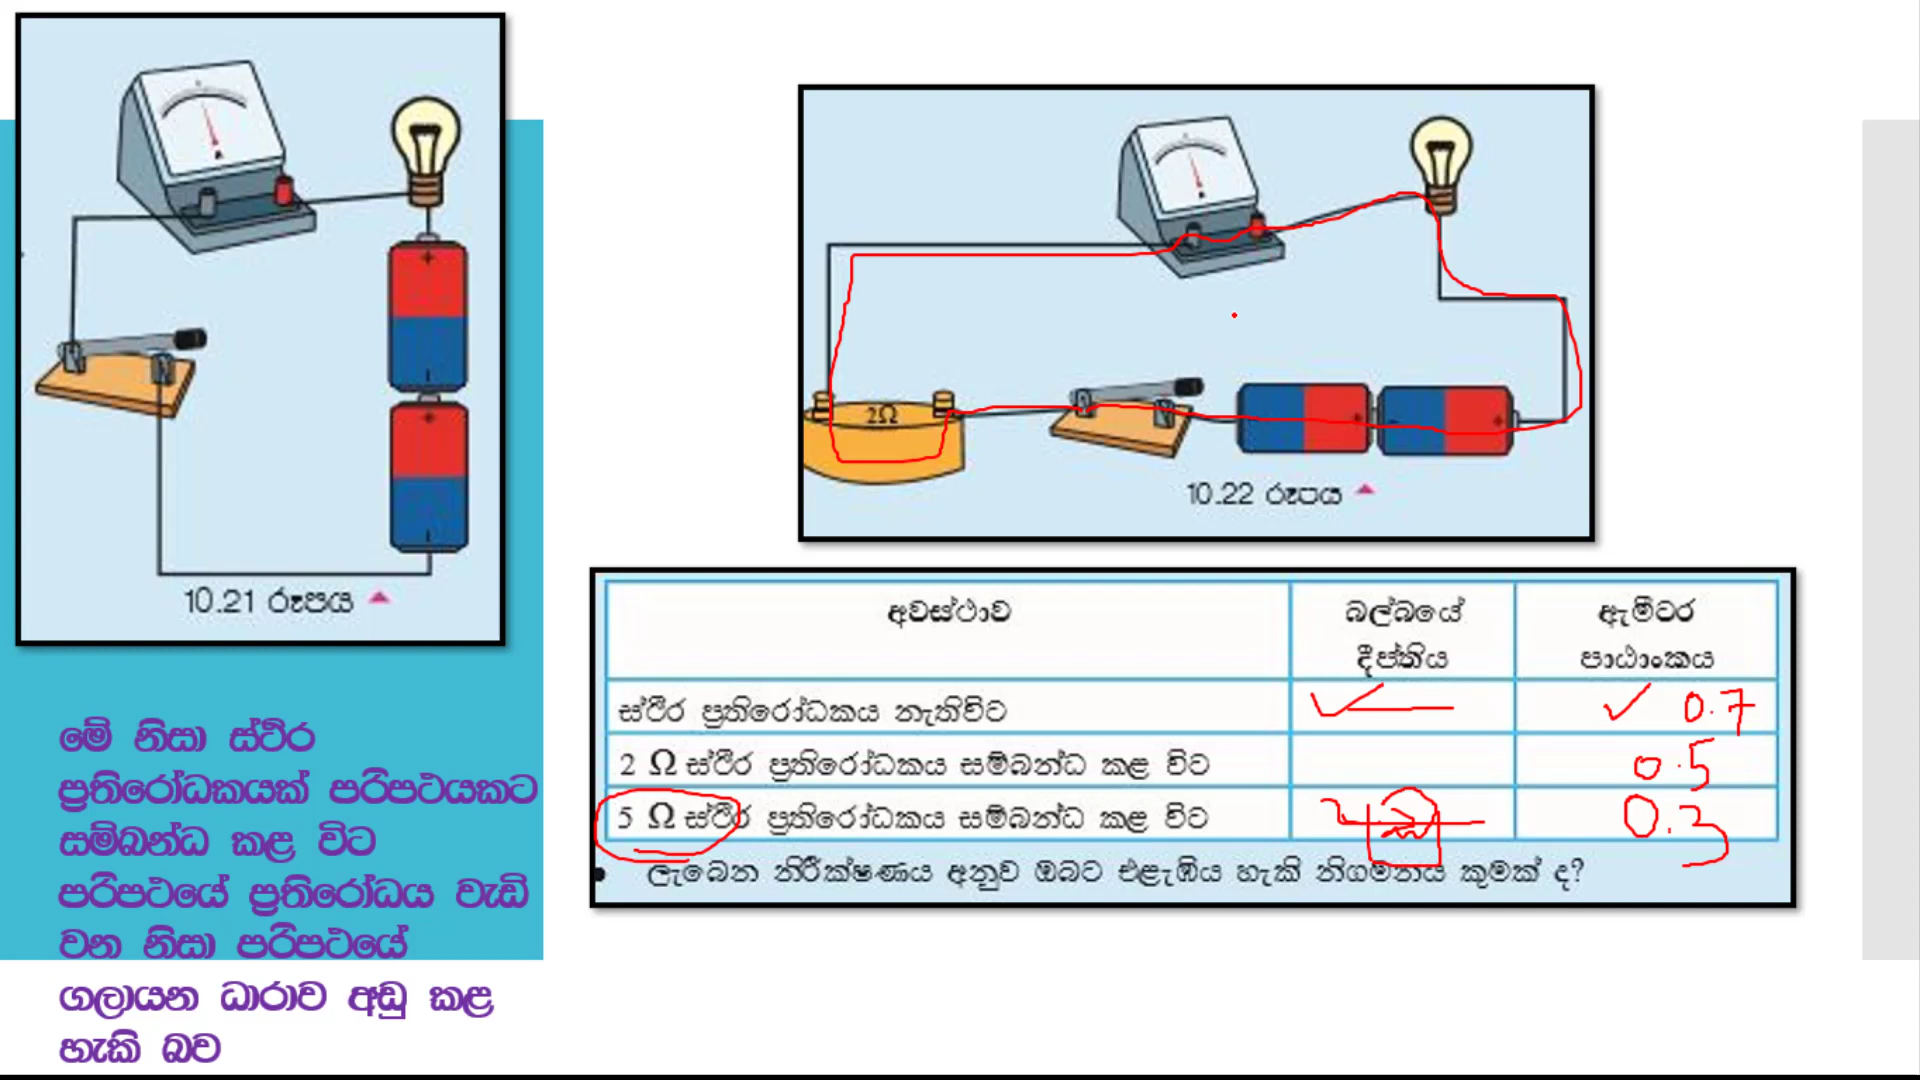 10.21 රූපය
මේ නිසා ස්ථිර
ප්‍රතිරෝධකයක් පරිපථයකට
සම්බන්ධ කළ විට
පරිපථයේ ප්‍රතිරෝධය වැඩි
වන නිසා පරිපථයේ
ගලායන ධාරාව අඩු කළ
හැකි බව
2Ω
10.22 රූපය
අවස්ථාව
බල්බයේ දීප්තිය
ඇමීටර පාඨාංකය
ස්ථිර ප්‍රතිරෝධකය නැතිවිට 0.7
2 Ω ස්ථිර ප්‍රතිරෝධකය සම්බන්ධ කළ විට 0.5
5 Ω ස්ථිර ප්‍රතිරෝධකය සම්බන්ධ කළ විට 0.3
• ලැබෙන නිරීක්ෂණය අනුව ඔබට එළැඹිය හැකි නිගමනය කුමක් ද?